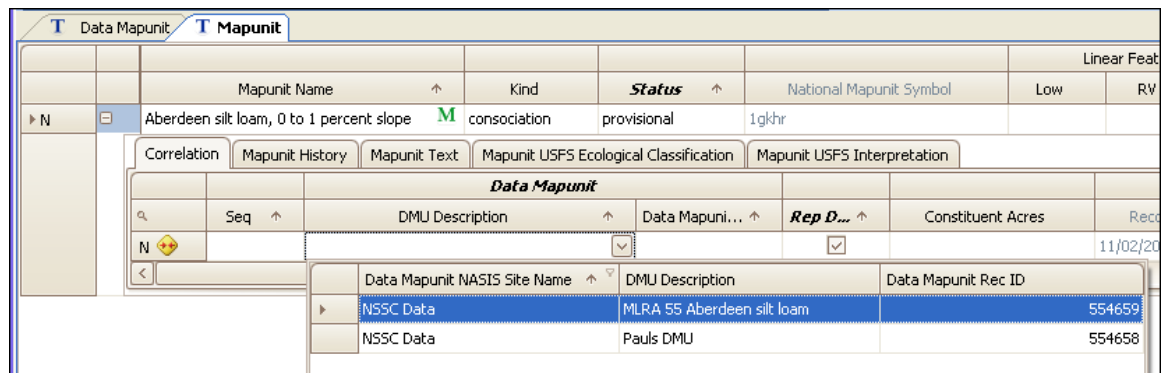 T Data Mapunit T Mapunit
Linear Feat
Mapunit Name Kind Status National Mapunit Symbol Low RV
N Aberdeen silt loam, 0 to 1 percent slope M consociation provisional 1gkhr
Correlation Mapunit History Mapunit Text Mapunit USFS Ecological Classification Mapunit USFS Interpretation
Data Mapunit
Seq DMU Description Data Mapuni... Rep D... Constituent Acres Reco
N 11/02/20
Data Mapunit NASIS Site Name DMU Description Data Mapunit Rec ID
NSSC Data MLRA 55 Aberdeen silt loam 554659
NSSC Data Pauls DMU 554658